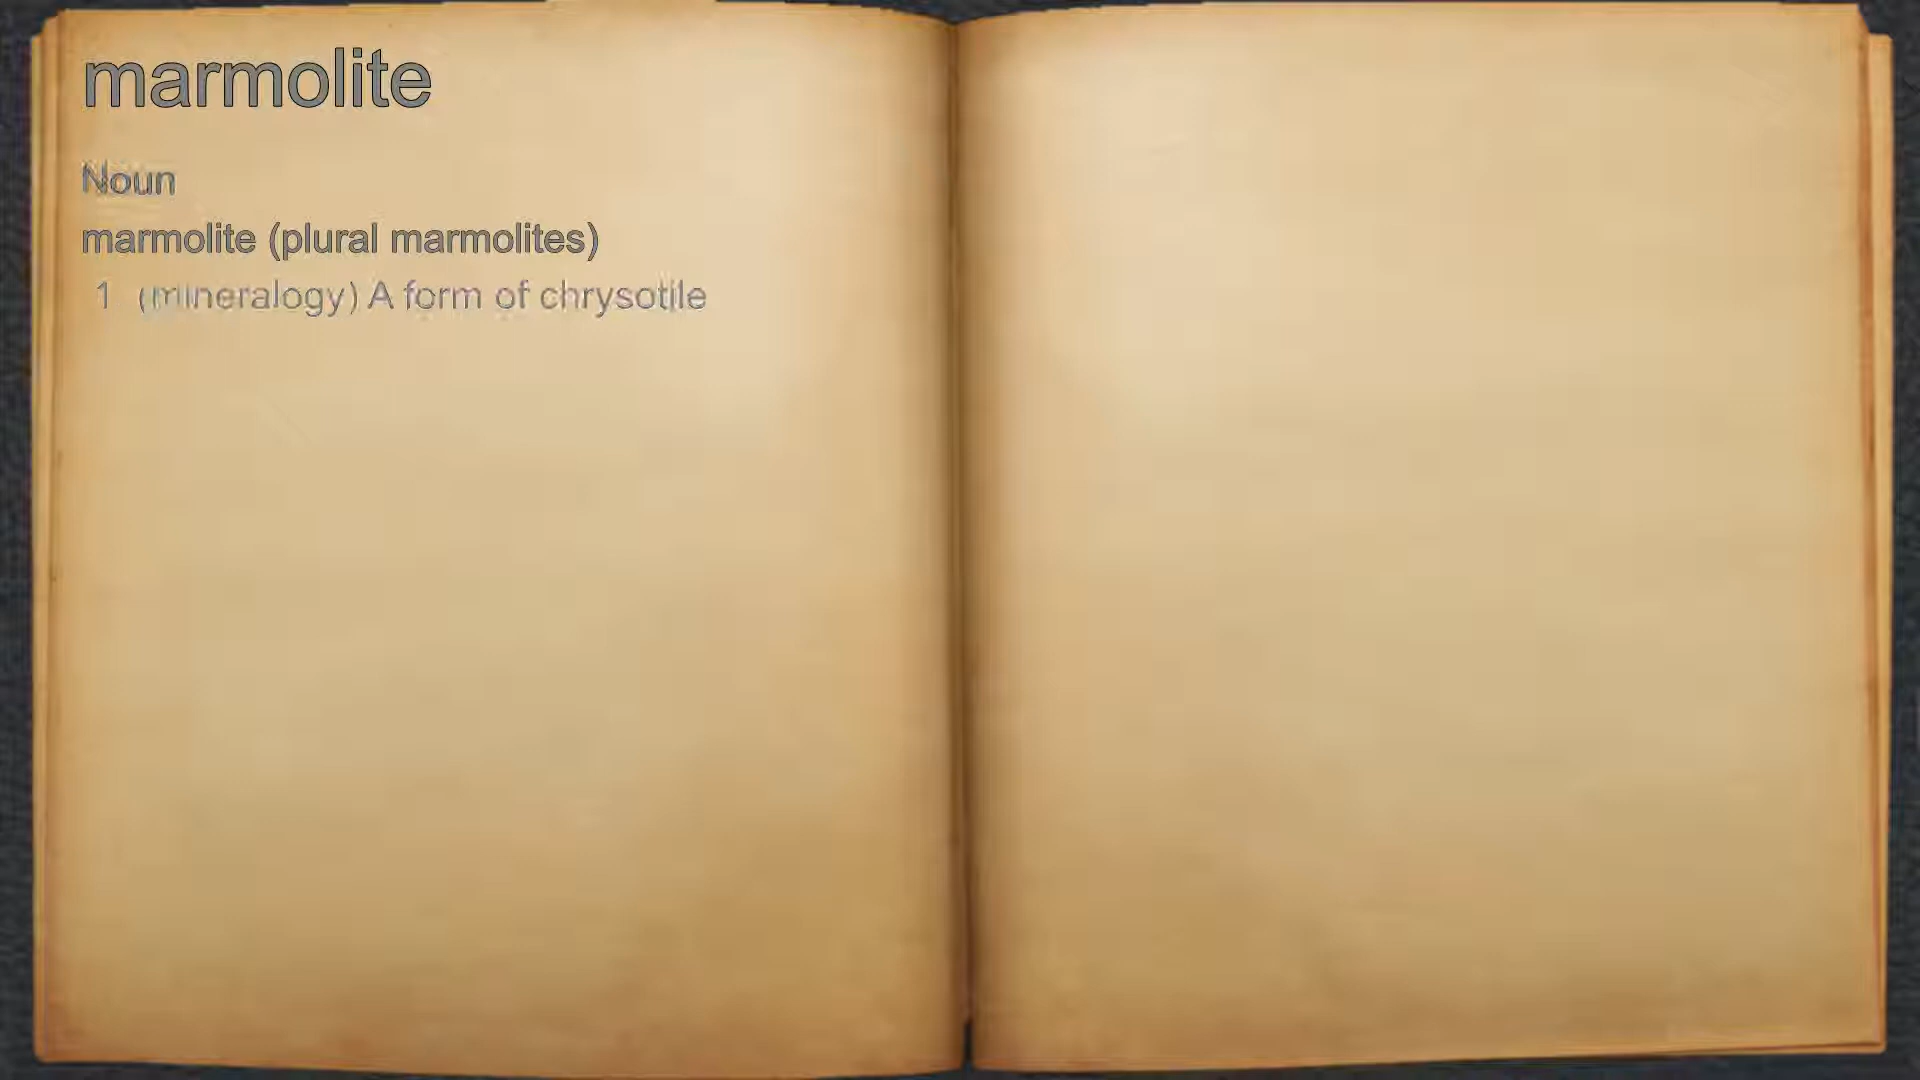 marmolite
Noun
marmolite (plural marmolites)
1 (mineralogy) A form of chrysotile